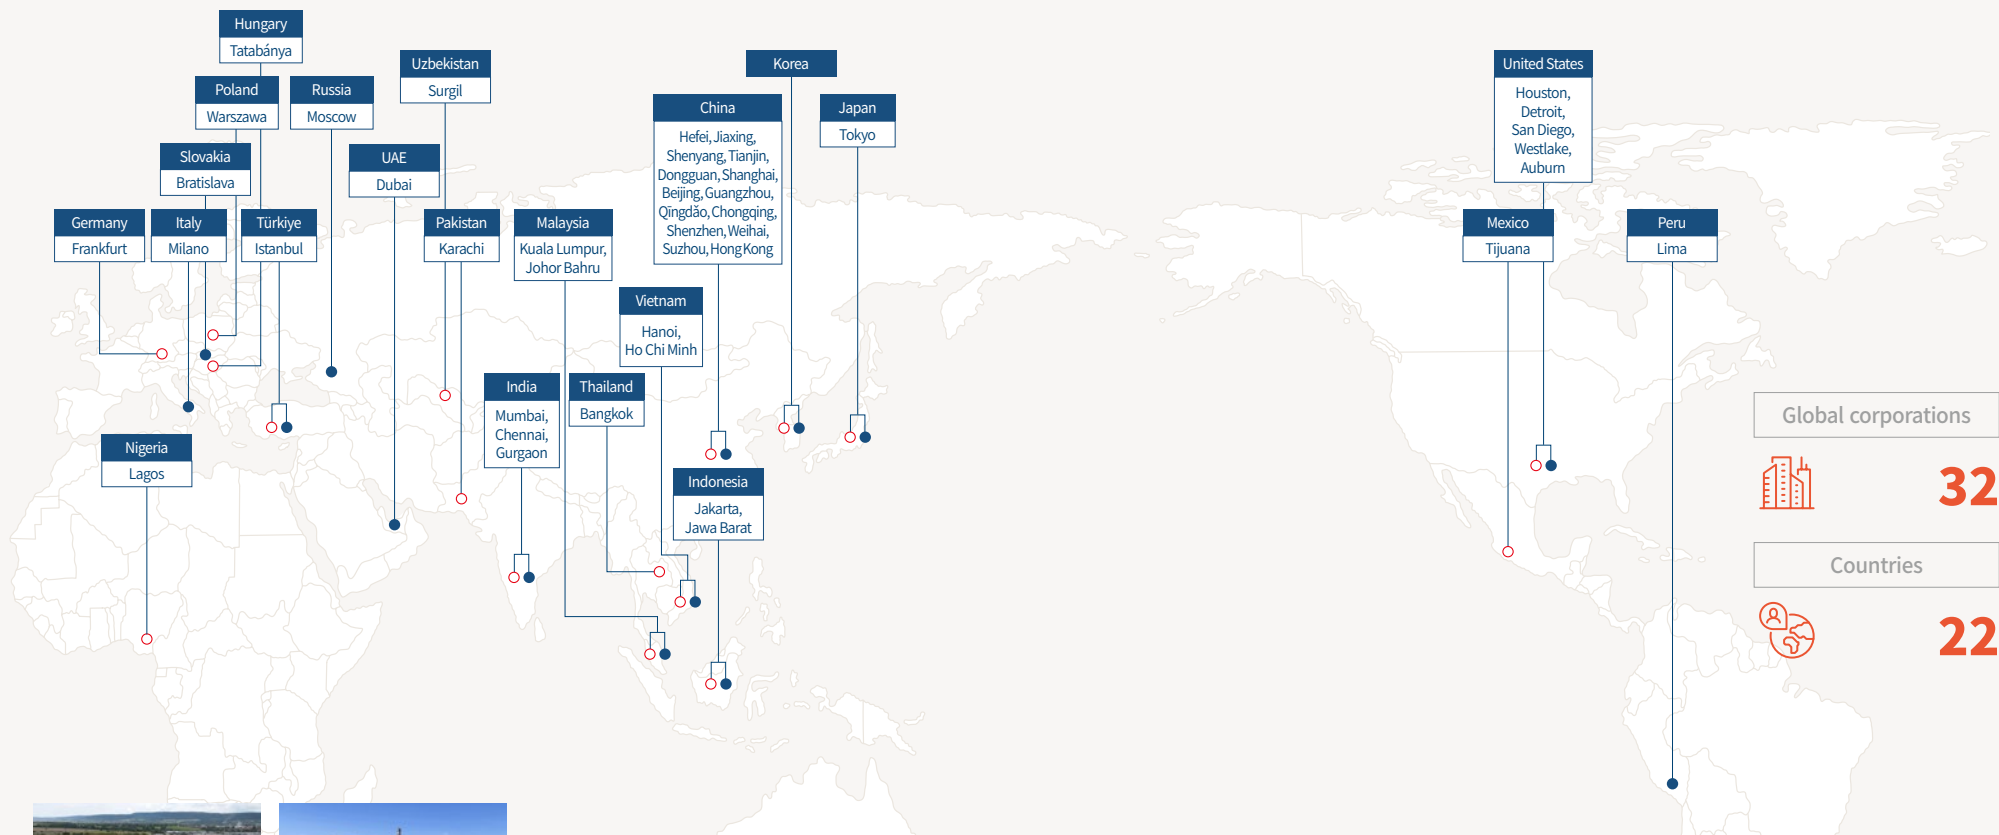 Hungary
Tatabánya
Poland
Warszawa
Russia
Moscow
Uzbekistan
Surgil
Korea
China
Hefei, Jiaxing,
Shenyang, Tianjin,
Dongguan, Shanghai,
Beijing, Guangzhou,
Qīngdǎo, Chongqing,
Shenzhen, Weihai,
Suzhou, Hong Kong
Japan
Tokyo
United States
Houston,
Detroit,
San Diego,
Westlake,
Auburn
Slovakia
Bratislava
UAE
Dubai
Germany
Frankfurt
Italy
Milano
Türkiye
Istanbul
Pakistan
Karachi
Malaysia
Kuala Lumpur,
Johor Bahru
Mexico
Tijuana
Peru
Lima
Vietnam
Hanoi,
Ho Chi Minh
India
Mumbai,
Chennai,
Gurgaon
Thailand
Bangkok
Nigeria
Lagos
Indonesia
Jakarta,
Jawa Barat
Global corporations
32
Countries
22